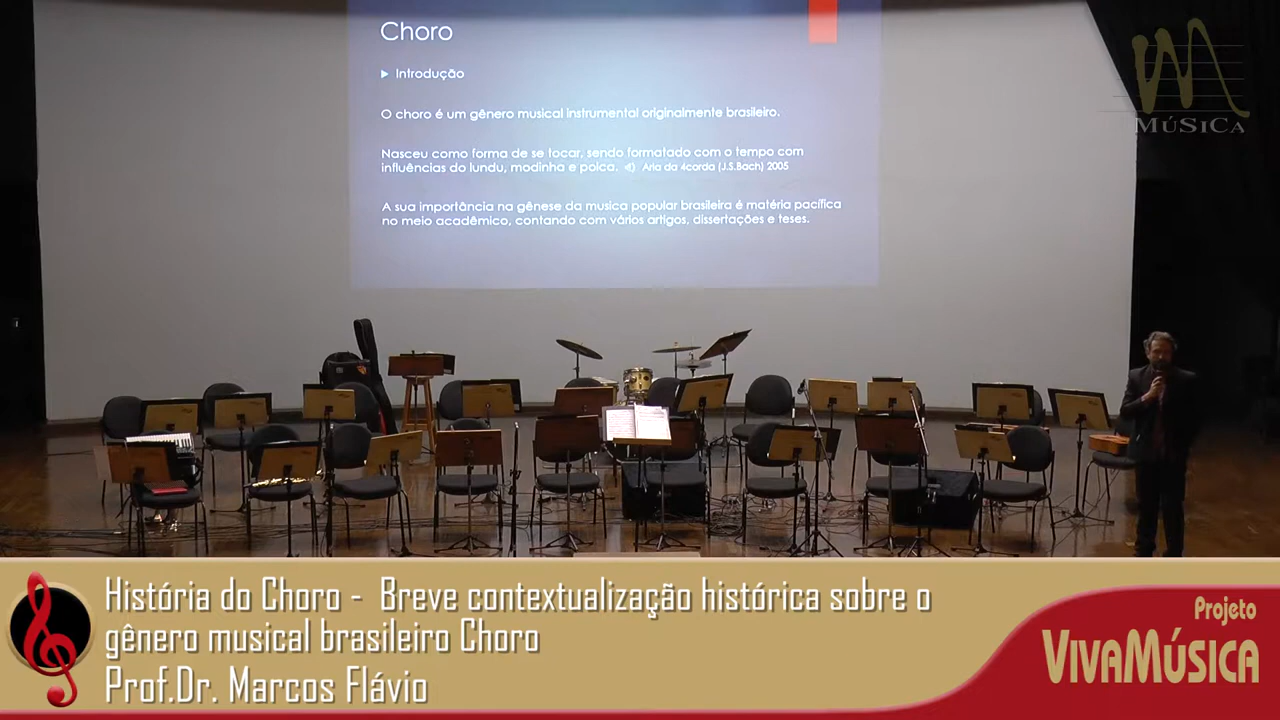 Choro
Introdução
O choro é um gênero musical instrumental originalmente brasileiro.
Nasceu como forma de se tocar, sendo formatado com o tempo com
influências do lundu, modinha e polca. Aria da 4corda (J.S.Bach) 2005
A sua importância na gênese da musica popular brasileira é matéria pacífica
no meio acadêmico, contando com vários artigos, dissertações e teses.
MÚSiCA
História do Choro - Breve contextualização histórica sobre o
gênero musical brasileiro Choro
Prof.Dr. Marcos Flávio
Projeto
VIVAMÚSICA